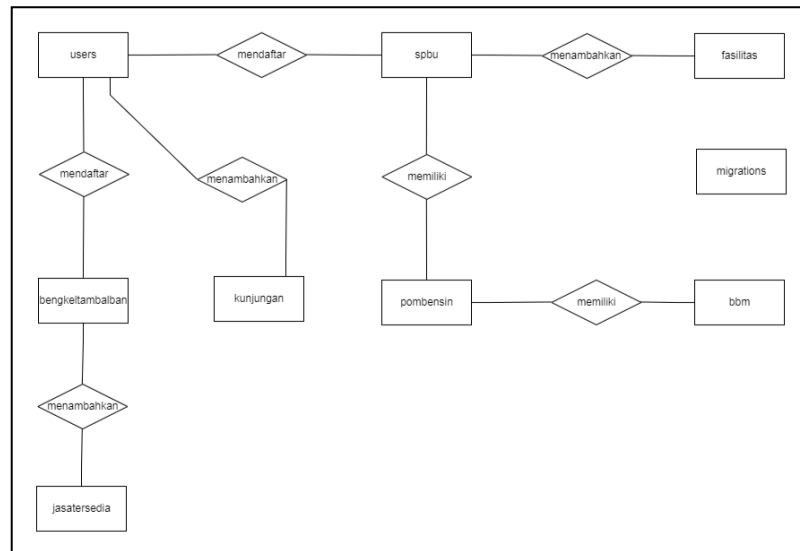 users
mendaftar
spbu
menambahkan
fasilitas
mendaftar
menambahkan
memiliki
migrations
bengkeltambalban
kunjungan
pombensin
memiliki
bbm
menambahkan
jasatersedia